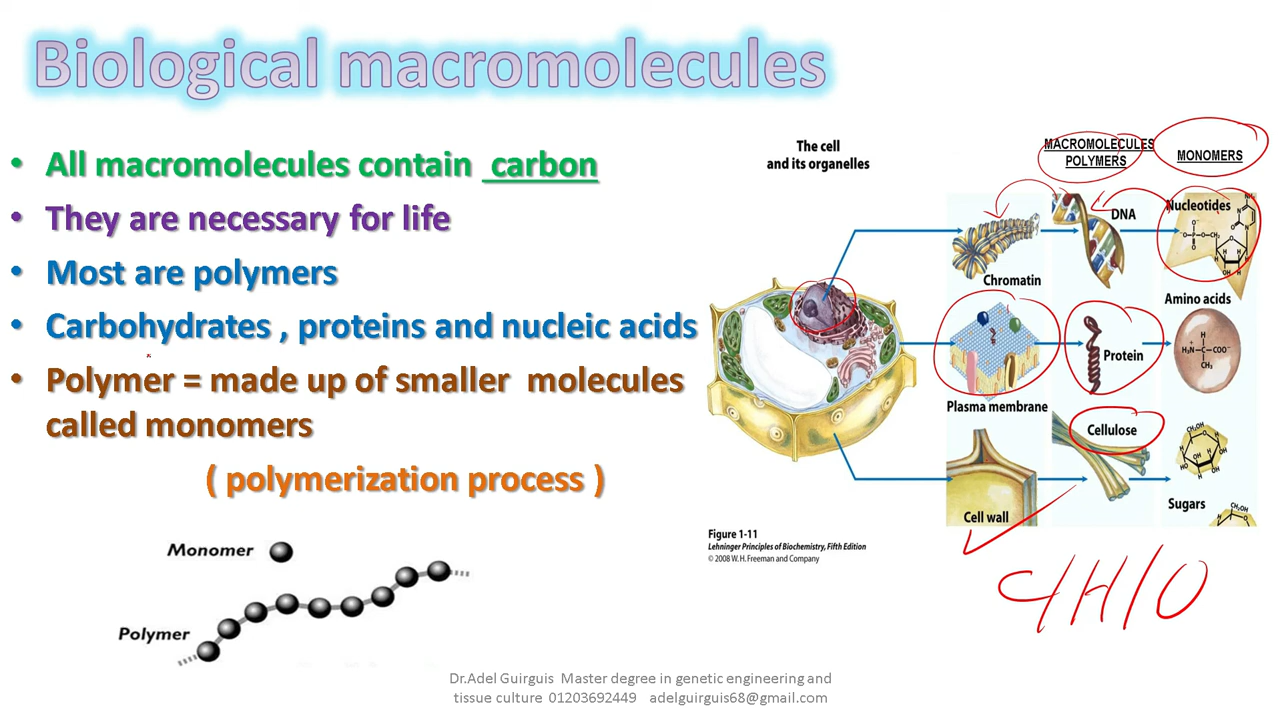 Biological macromolecules
• All macromolecules contain carbon
• They are necessary for life
• Most are polymers
• Carbohydrates , proteins and nucleic acids
• Polymer = made up of smaller molecules
called monomers
( polymerization process )
Monomer
Polymer
The cell
and its organelles
MACROMOLECULES
POLYMERS
MONOMERS
Chromatin
DNA
Nucleotides
Plasma membrane
Protein
Amino acids
H₃N⁺—C—COO⁻
H
CH₃
Cell wall
Cellulose
Sugars
Figure 1-11
Lehninger Principles of Biochemistry, Fifth Edition
© 2008 W. H. Freeman and Company
C/H/O
Dr.Adel Guirguis Master degree in genetic engineering and
tissue culture 01203692449 adelguirguis68@gmail.com